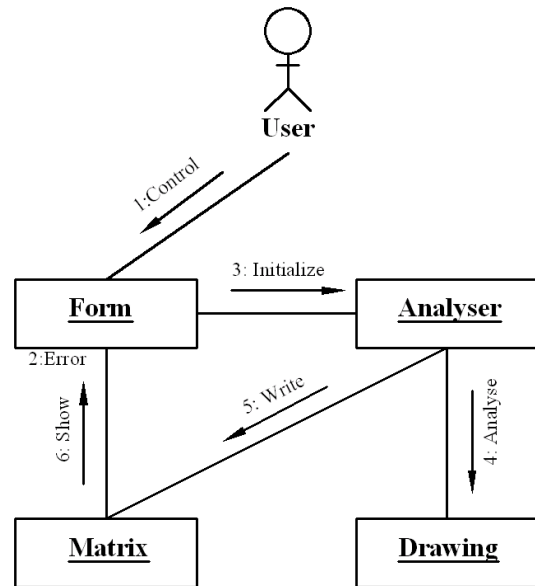 User
1:Control
3: Initialize
Form
Analyser
2:Error
6: Show
5: Write
4: Analyse
Matrix
Drawing